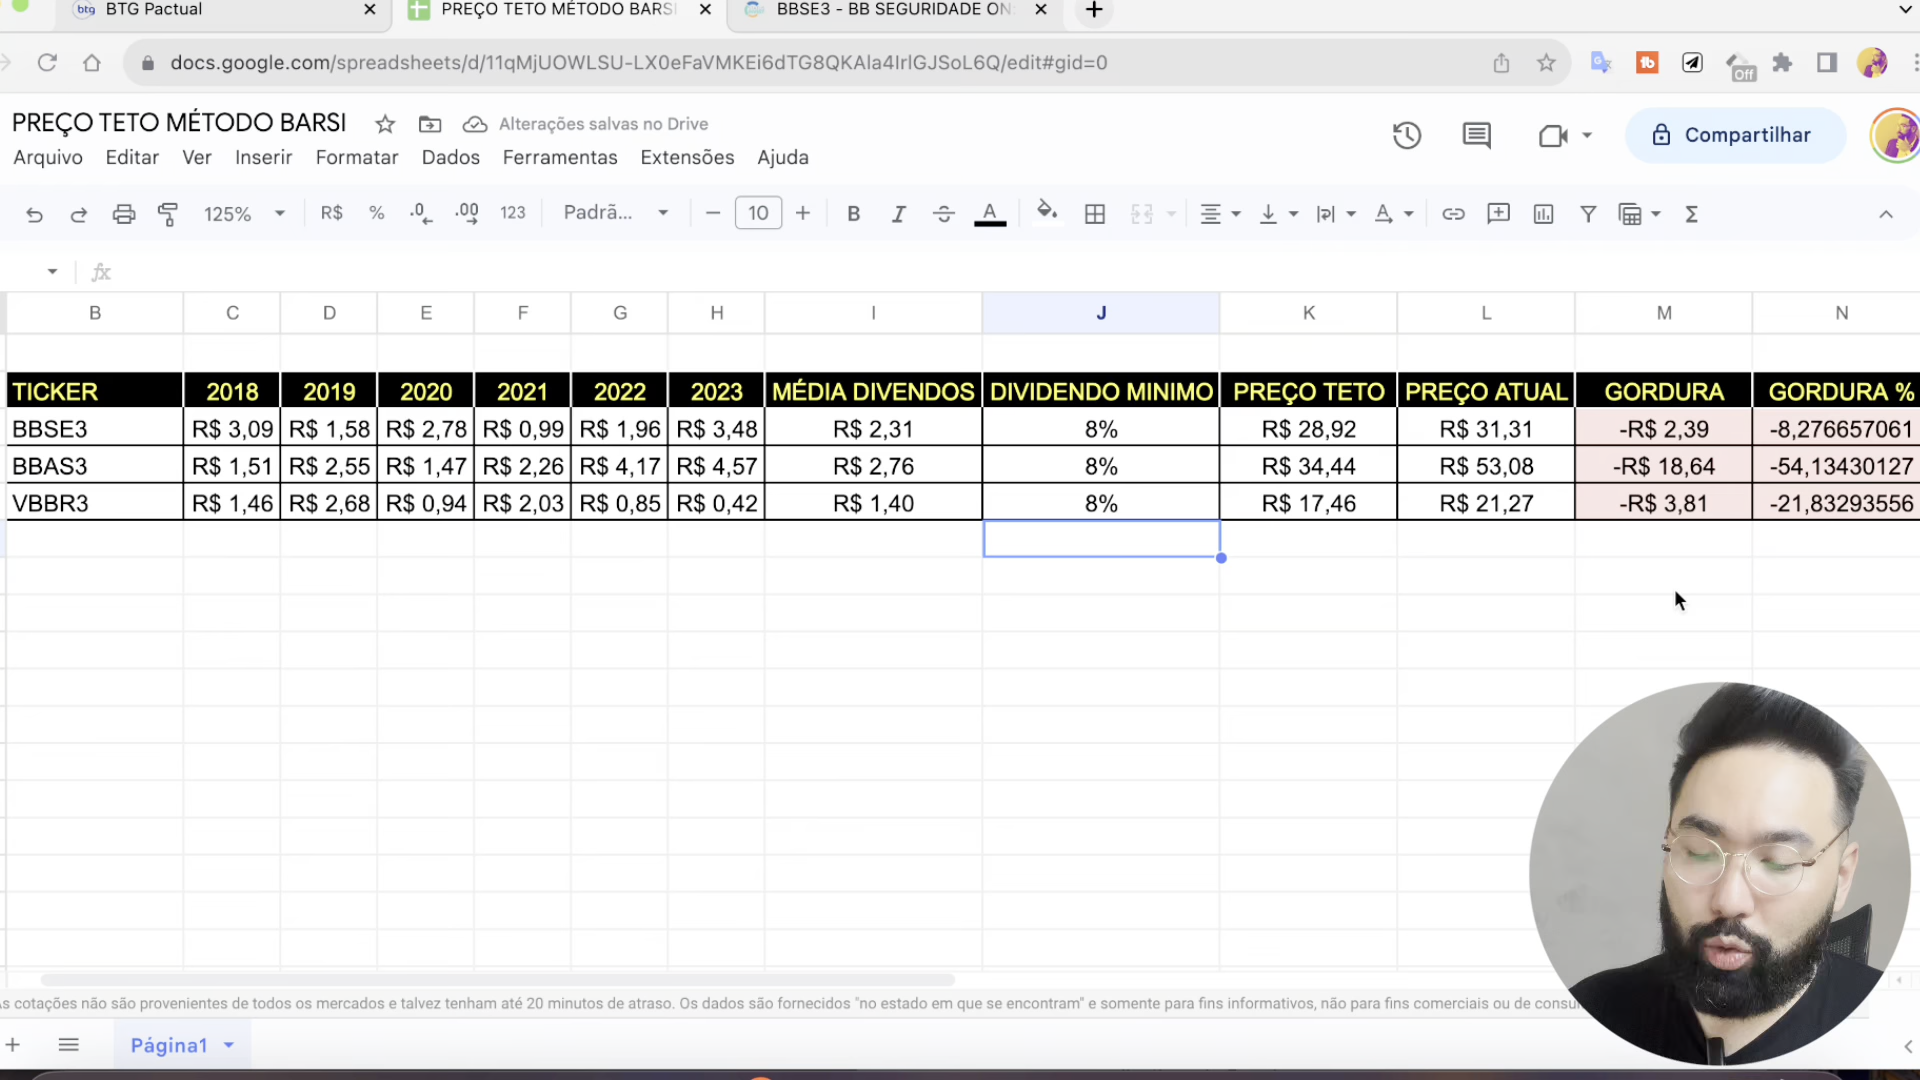 btg BTG Pactual
PREÇO TETO MÉTODO BARSI
BBSE3 - BB SEGURIDADE ON
docs.google.com/spreadsheets/d/11qMjUOWLSU-LX0eFaVMKEi6dTG8QKAla4IrlGJSoL6Q/edit#gid=0
tb
Off
PREÇO TETO MÉTODO BARSI
Alterações salvas no Drive
Compartilhar
Arquivo Editar Ver Inserir Formatar Dados Ferramentas Extensões Ajuda
125% R$ % .0 .00 123 Padrã... 10 B I S A Σ
fx
B C D E F G H I J K L M N
TICKER 2018 2019 2020 2021 2022 2023 MÉDIA DIVENDOS DIVIDENDO MINIMO PREÇO TETO PREÇO ATUAL GORDURA GORDURA %
BBSE3 R$ 3,09 R$ 1,58 R$ 2,78 R$ 0,99 R$ 1,96 R$ 3,48 R$ 2,31 8% R$ 28,92 R$ 31,31 -R$ 2,39 -8,276657061
BBAS3 R$ 1,51 R$ 2,55 R$ 1,47 R$ 2,26 R$ 4,17 R$ 4,57 R$ 2,76 8% R$ 34,44 R$ 53,08 -R$ 18,64 -54,13430127
VBBR3 R$ 1,46 R$ 2,68 R$ 0,94 R$ 2,03 R$ 0,85 R$ 0,42 R$ 1,40 8% R$ 17,46 R$ 21,27 -R$ 3,81 -21,83293556
s cotações não são provenientes de todos os mercados e talvez tenham até 20 minutos de atraso. Os dados são fornecidos "no estado em que se encontram" e somente para fins informativos, não para fins comerciais ou de consu
Página1